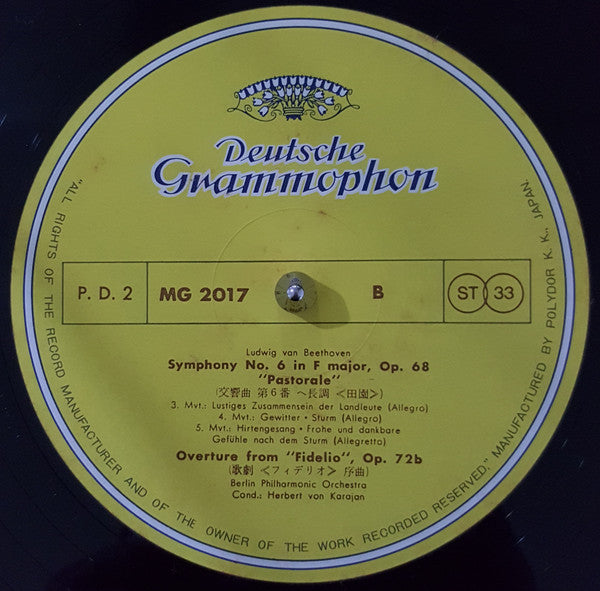 Deutsche
Grammophon
P. D. 2
MG 2017
B
ST
33
Ludwig van Beethoven
Symphony No. 6 in F major, Op. 68
"Pastorale"
(交響曲 第6番 ヘ長調 <田園>)
3. Mvt.: Lustiges Zusammensein der Landleute (Allegro)
4. Mvt.: Gewitter • Sturm (Allegro)
5. Mvt.: Hirtengesang • Frohe und dankbare
Gefühle nach dem Sturm (Allegretto)
Overture from "Fidelio", Op. 72b
(歌劇 <フィデリオ> 序曲)
Berlin Philharmonic Orchestra
Cond.: Herbert von Karajan
"ALL RIGHTS OF THE RECORD MANUFACTURER AND OF THE OWNER OF THE WORK RECORDED RESERVED." MANUFACTURED BY POLYDOR K. K., JAPAN.